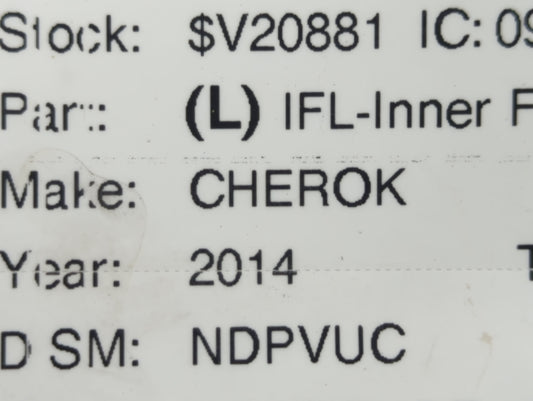 Stock: $V20881 IC: 09
Part: (L) IFL-Inner F
Make: CHEROK
Year: 2014 T
D SM: NDPVUC